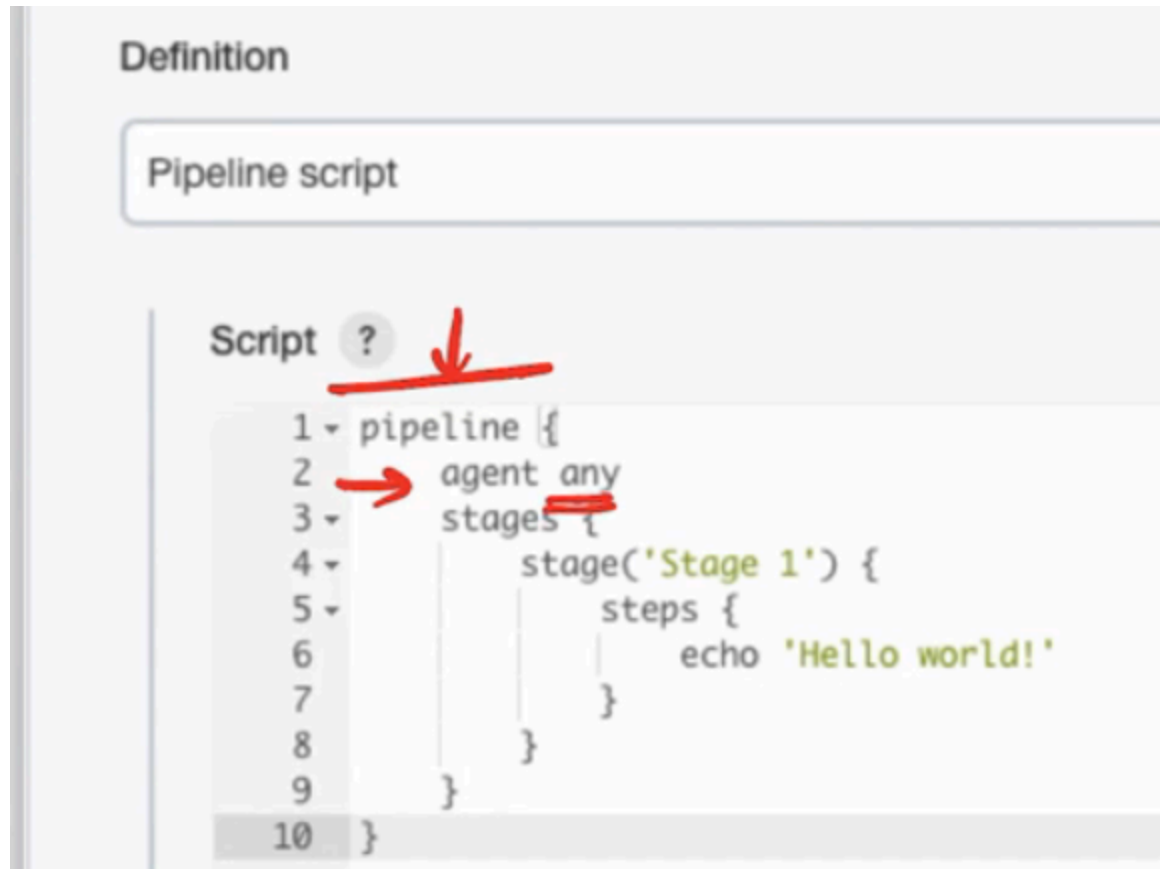 Definition
Pipeline script
Script ?
1 pipeline {
2 agent any
3 stages {
4 stage('Stage 1') {
5 steps {
6 echo 'Hello world!'
7 }
8 }
9 }
10 }